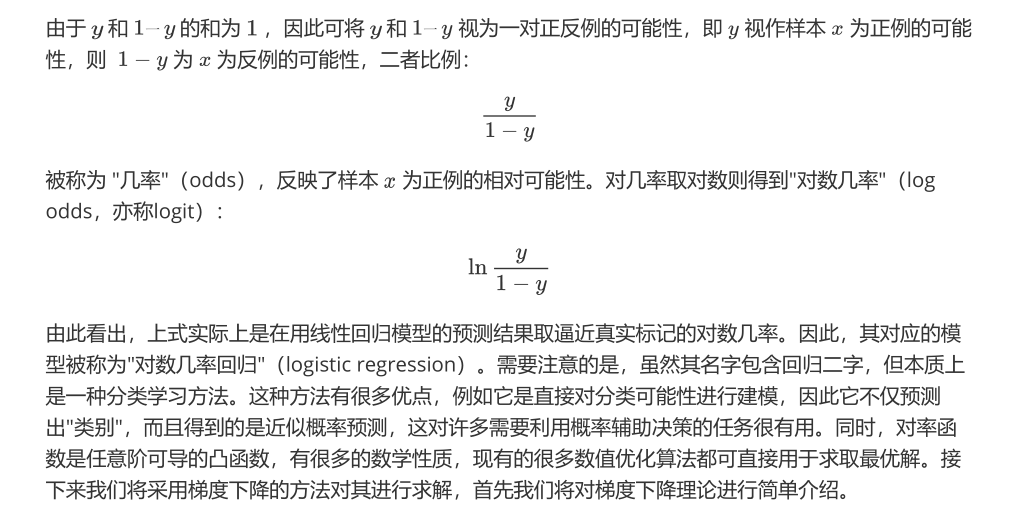 由于 y 和 1−y 的和为 1 ，因此可将 y 和 1−y 视为一对正反例的可能性，即 y 视作样本 x 为正例的可能
性，则 1 − y 为 x 为反例的可能性，二者比例：
y
1 − y
被称为 "几率"（odds），反映了样本 x 为正例的相对可能性。对几率取对数则得到"对数几率"（log
odds，亦称logit）：
ln y
1 − y
由此看出，上式实际上是在用线性回归模型的预测结果取逼近真实标记的对数几率。因此，其对应的模
型被称为"对数几率回归"（logistic regression）。需要注意的是，虽然其名字包含回归二字，但本质上
是一种分类学习方法。这种方法有很多优点，例如它是直接对分类可能性进行建模，因此它不仅预测
出"类别"，而且得到的是近似概率预测，这对许多需要利用概率辅助决策的任务很有用。同时，对率函
数是任意阶可导的凸函数，有很多的数学性质，现有的很多数值优化算法都可直接用于求取最优解。接
下来我们将采用梯度下降的方法对其进行求解，首先我们将对梯度下降理论进行简单介绍。